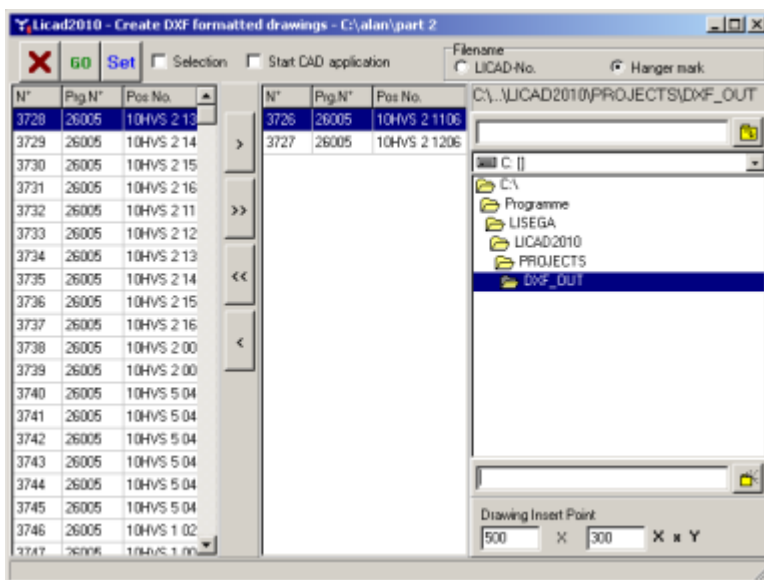 Licad2010 - Create DXF formatted drawings - C:\alan\part 2
GO Set Selection Start CAD application
Filename
LICAD-No. Hanger mark
N° Prg.N° Pos No.
3728 26005 10HVS 2 13
3729 26005 10HVS 2 14
3730 26005 10HVS 2 15
3731 26005 10HVS 2 16
3732 26005 10HVS 2 11
3733 26005 10HVS 2 12
3734 26005 10HVS 2 13
3735 26005 10HVS 2 14
3736 26005 10HVS 2 15
3737 26005 10HVS 2 16
3738 26005 10HVS 2 00
3739 26005 10HVS 2 00
3740 26005 10HVS 5 04
3741 26005 10HVS 5 04
3742 26005 10HVS 5 04
3743 26005 10HVS 5 04
3744 26005 10HVS 5 04
3745 26005 10HVS 5 04
3746 26005 10HVS 1 02
3747 26005 10HVS 1 00
>
>>
<<
<
N° Prg.N° Pos No.
3726 26005 10HVS 2 1106
3727 26005 10HVS 2 1206
C:\...\LICAD2010\PROJECTS\DXF_OUT
C: []
C:\
Programme
LISEGA
LICAD2010
PROJECTS
DXF_OUT
Drawing Insert Point
500 X 300 X x Y